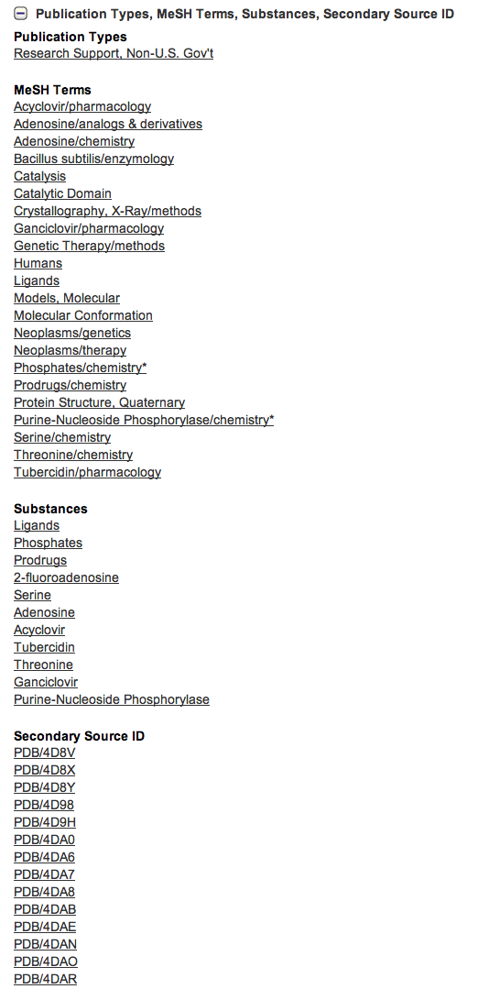 Publication Types, MeSH Terms, Substances, Secondary Source ID
Publication Types
Research Support, Non-U.S. Gov't
MeSH Terms
Acyclovir/pharmacology
Adenosine/analogs & derivatives
Adenosine/chemistry
Bacillus subtilis/enzymology
Catalysis
Catalytic Domain
Crystallography, X-Ray/methods
Ganciclovir/pharmacology
Genetic Therapy/methods
Humans
Ligands
Models, Molecular
Molecular Conformation
Neoplasms/genetics
Neoplasms/therapy
Phosphates/chemistry*
Prodrugs/chemistry
Protein Structure, Quaternary
Purine-Nucleoside Phosphorylase/chemistry*
Serine/chemistry
Threonine/chemistry
Tubercidin/pharmacology
Substances
Ligands
Phosphates
Prodrugs
2-fluoroadenosine
Serine
Adenosine
Acyclovir
Tubercidin
Threonine
Ganciclovir
Purine-Nucleoside Phosphorylase
Secondary Source ID
PDB/4D8V
PDB/4D8X
PDB/4D8Y
PDB/4D98
PDB/4D9H
PDB/4DA0
PDB/4DA6
PDB/4DA7
PDB/4DA8
PDB/4DAB
PDB/4DAE
PDB/4DAN
PDB/4DAO
PDB/4DAR